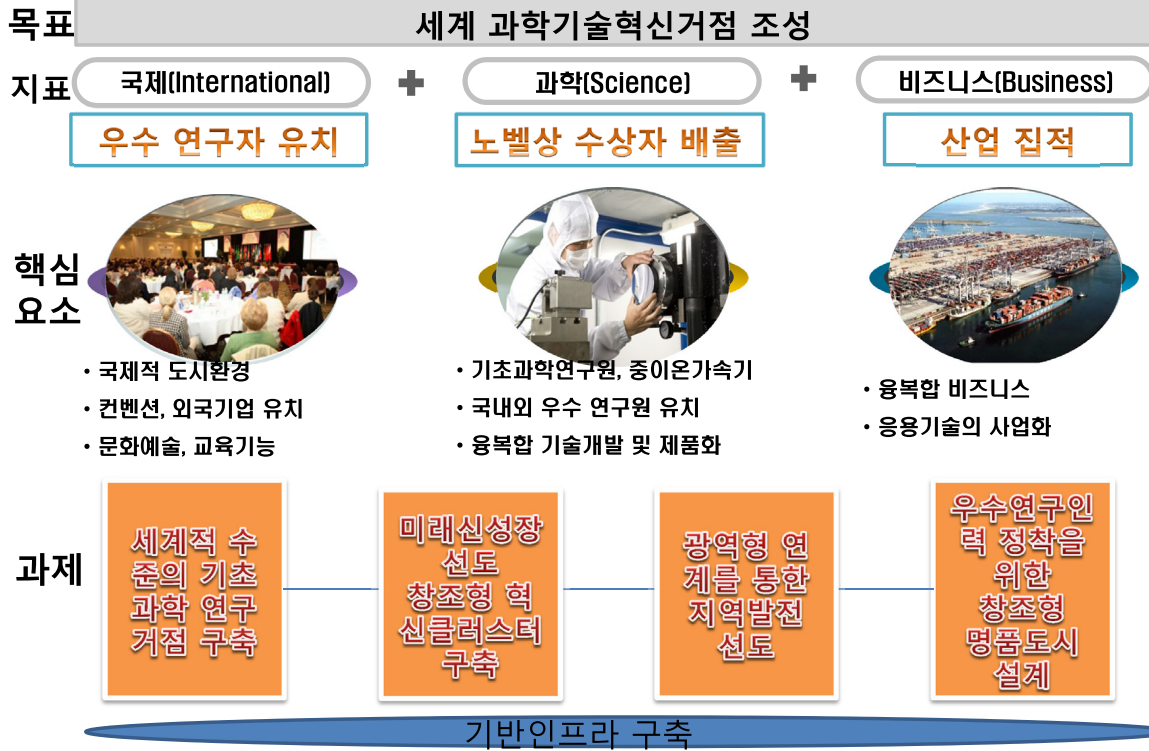 목표
세계 과학기술혁신거점 조성
지표
국제(International)
과학(Science)
비즈니스(Business)
우수 연구자 유치
노벨상 수상자 배출
산업 집적
핵심
요소
• 국제적 도시환경
• 컨벤션, 외국기업 유치
• 문화예술, 교육기능
• 기초과학연구원, 중이온가속기
• 국내외 우수 연구원 유치
• 융복합 기술개발 및 제품화
• 융복합 비즈니스
• 응용기술의 사업화
과제
세계적 수
준의 기초
과학 연구
거점 구축
미래신성장
선도
창조형 혁
신클러스터
구축
광역형 연
계를 통한
지역발전
선도
우수연구인
력 정착을
위한
창조형
명품도시
설계
기반인프라 구축